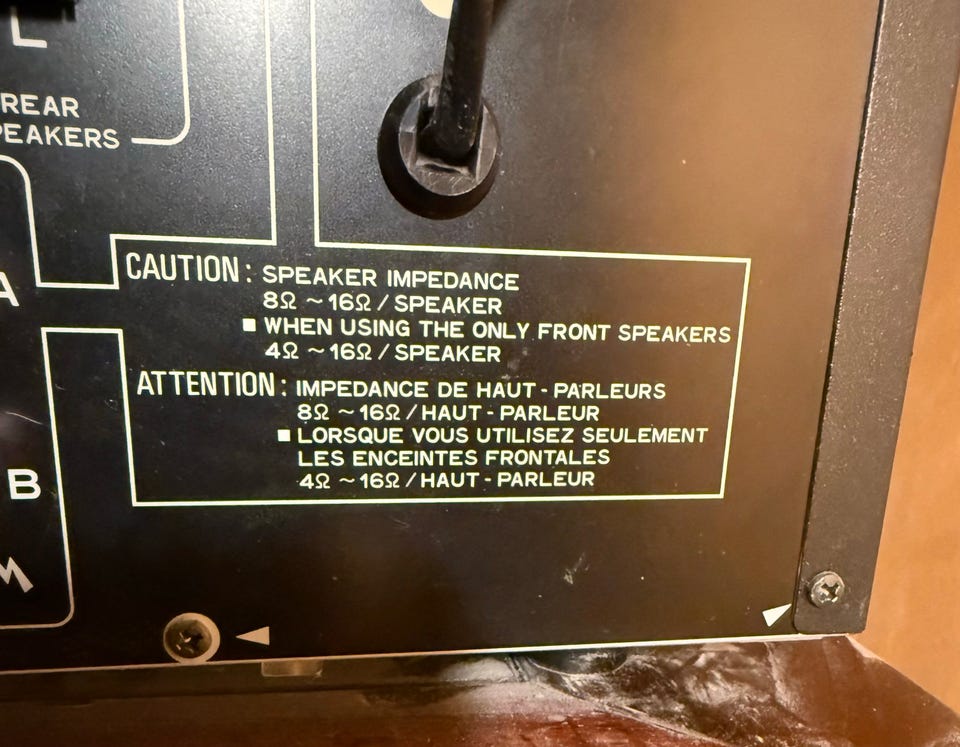 L
REAR
SPEAKERS
A
B
CAUTION : SPEAKER IMPEDANCE
8Ω ~ 16Ω / SPEAKER
■ WHEN USING THE ONLY FRONT SPEAKERS
4Ω ~ 16Ω / SPEAKER
ATTENTION : IMPEDANCE DE HAUT - PARLEURS
8Ω ~ 16Ω / HAUT - PARLEUR
■ LORSQUE VOUS UTILISEZ SEULEMENT
LES ENCEINTES FRONTALES
4Ω ~ 16Ω / HAUT - PARLEUR